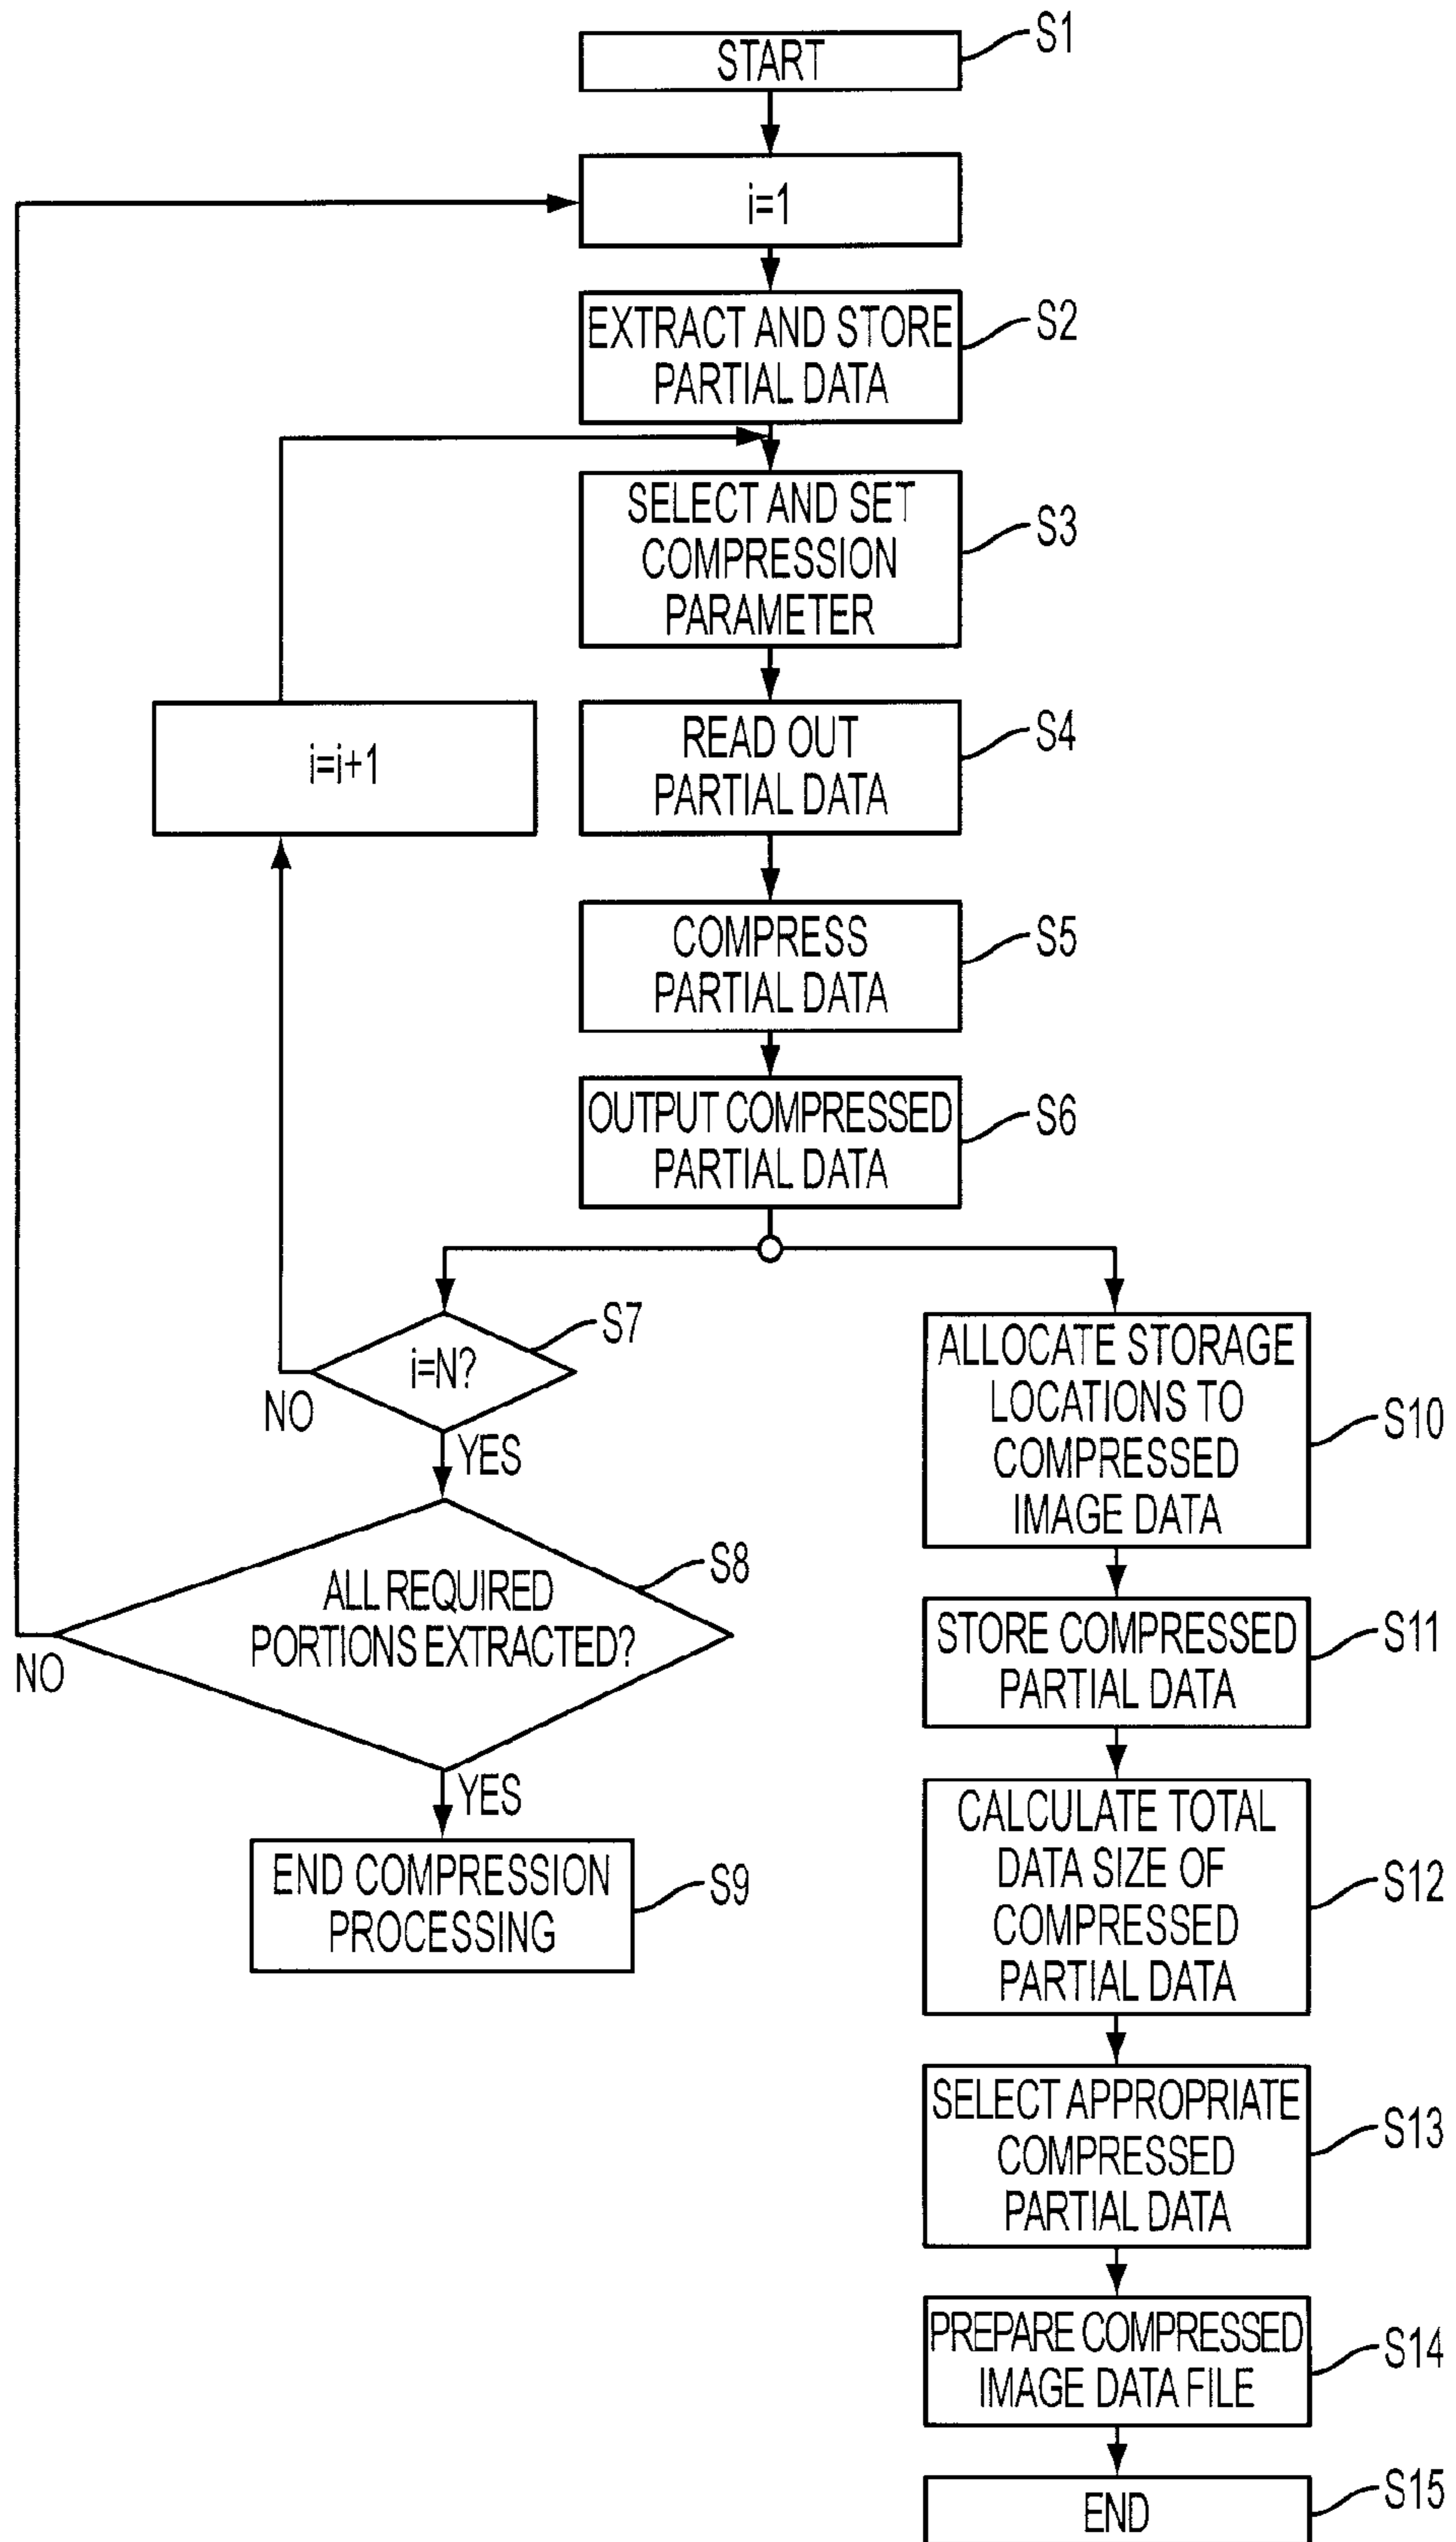 START
S1
i=1
EXTRACT AND STORE
PARTIAL DATA
S2
SELECT AND SET
COMPRESSION
PARAMETER
S3
i=i+1
READ OUT
PARTIAL DATA
S4
COMPRESS
PARTIAL DATA
S5
OUTPUT COMPRESSED
PARTIAL DATA
S6
i=N?
S7
NO
YES
ALL REQUIRED
PORTIONS EXTRACTED?
S8
NO
YES
END COMPRESSION
PROCESSING
S9
ALLOCATE STORAGE
LOCATIONS TO
COMPRESSED
IMAGE DATA
S10
STORE COMPRESSED
PARTIAL DATA
S11
CALCULATE TOTAL
DATA SIZE OF
COMPRESSED
PARTIAL DATA
S12
SELECT APPROPRIATE
COMPRESSED
PARTIAL DATA
S13
PREPARE COMPRESSED
IMAGE DATA FILE
S14
END
S15